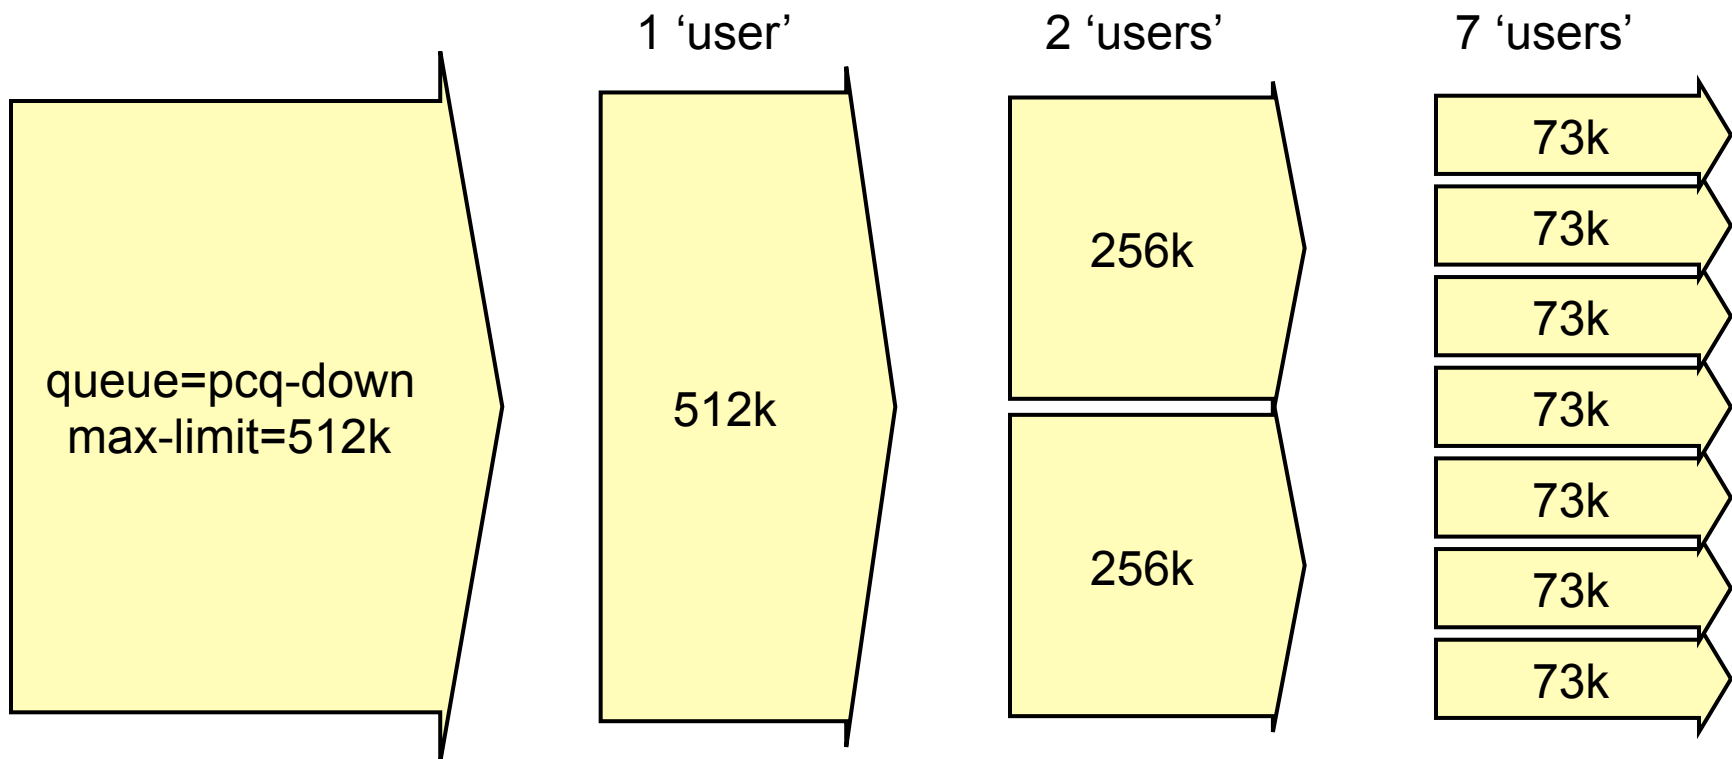 1 ‘user’
2 ‘users’
7 ‘users’
queue=pcq-down
max-limit=512k
512k
256k
256k
73k
73k
73k
73k
73k
73k
73k